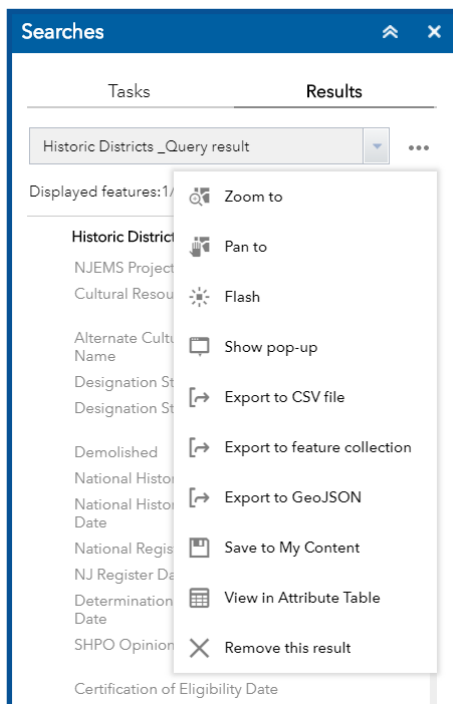 Searches
Tasks
Results
Historic Districts _Query result
Displayed features:1/
Zoom to
Historic District
Pan to
NJEMS Project
Cultural Resou
Flash
Alternate Cultu
Name
Show pop-up
Designation St
Designation St
Export to CSV file
Demolished
Export to feature collection
National Histo
National Histo
Date
Export to GeoJSON
National Regis
Save to My Content
NJ Register Da
Determination
Date
View in Attribute Table
SHPO Opinion
Remove this result
Certification of Eligibility Date